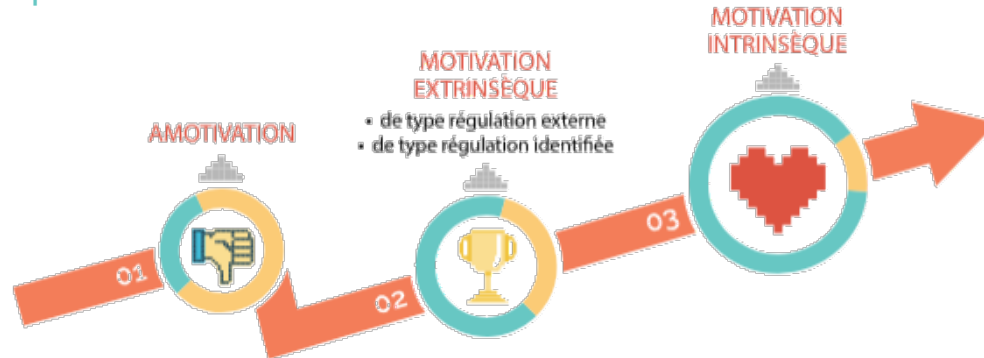 AMOTIVATION
MOTIVATION
EXTRINSÈQUE
• de type régulation externe
• de type régulation identifiée
MOTIVATION
INTRINSÈQUE
01
02
03